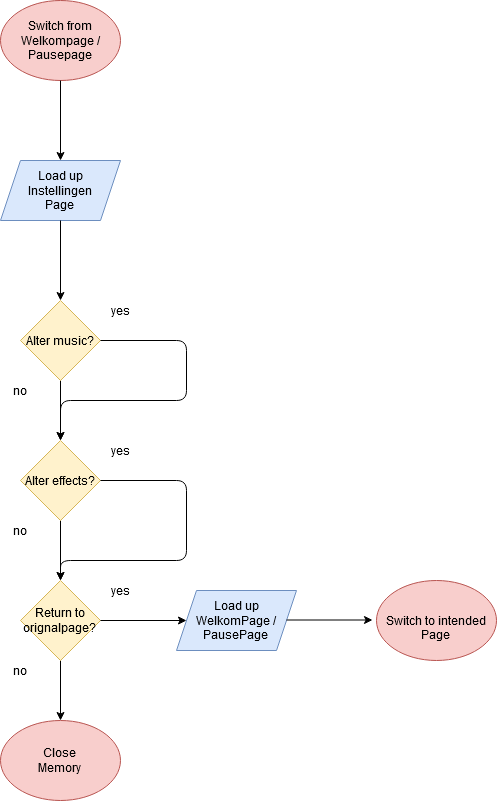 Switch from
Welkompage /
Pausepage
Load up
Instellingen
Page
yes
Alter music?
no
yes
Alter effects?
no
yes
Return to
orignalpage?
Load up
WelkomPage /
PausePage
Switch to intended
Page
no
Close
Memory